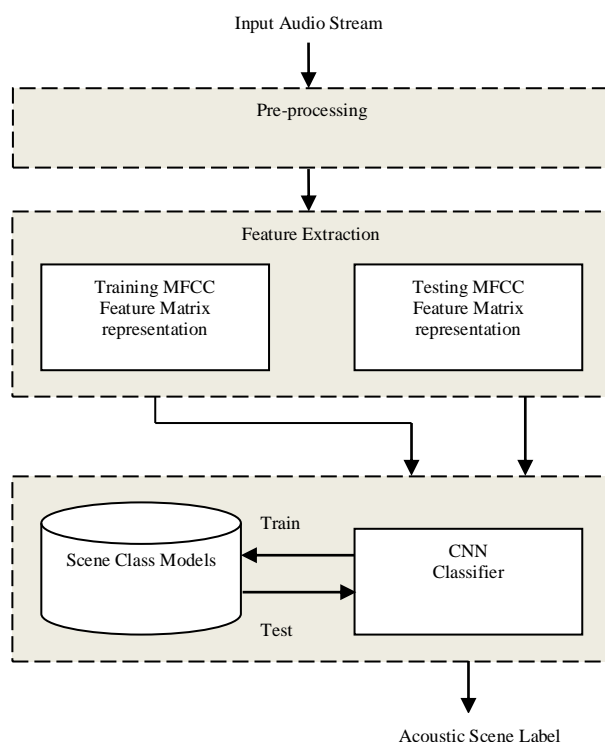 Input Audio Stream
Pre-processing
Feature Extraction
Training MFCC
Feature Matrix
representation
Testing MFCC
Feature Matrix
representation
Train
Scene Class Models
CNN
Classifier
Test
Acoustic Scene Label